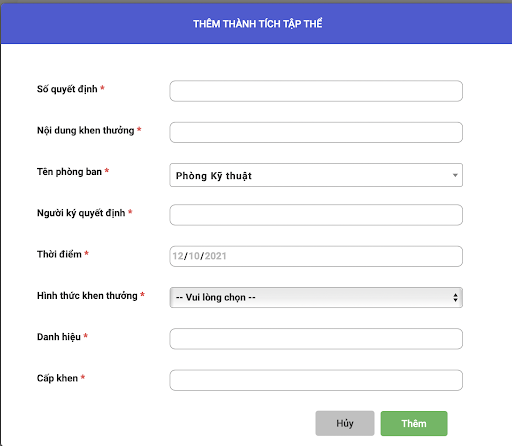 THÊM THÀNH TÍCH TẬP THỂ
Số quyết định *
Nội dung khen thưởng *
Tên phòng ban *
Phòng Kỹ thuật
Người ký quyết định *
Thời điểm *
12/10/2021
Hình thức khen thưởng *
-- Vui lòng chọn --
Danh hiệu *
Cấp khen *
Hủy
Thêm